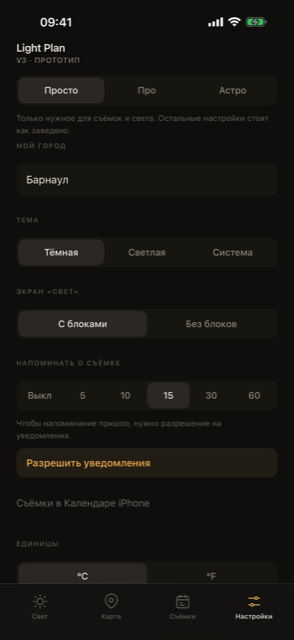 09:41
Light Plan
V3 · ПРОТОТИП
Просто
Про
Астро
Только нужное для съёмок и света. Остальные настройки стоят
как заведено.
МОЙ ГОРОД
Барнаул
ТЕМА
Тёмная
Светлая
Система
ЭКРАН «СВЕТ»
С блоками
Без блоков
НАПОМИНАТЬ О СЪЁМКЕ
Выкл
5
10
15
30
60
Чтобы напоминание пришло, нужно разрешение на
уведомления.
Разрешить уведомления
Съёмки в Календаре iPhone
ЕДИНИЦЫ
°C
°F
Свет
Карта
Съёмки
Настройки